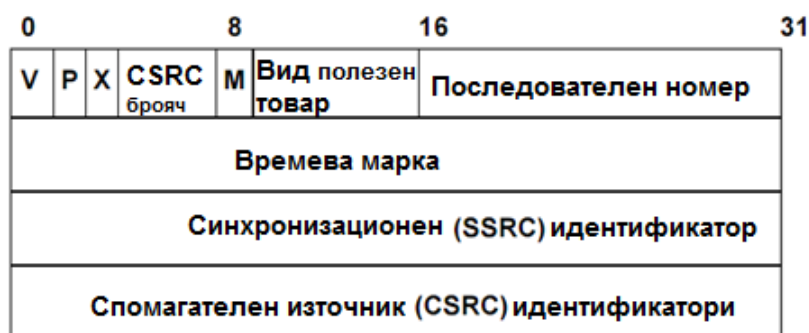 0 8 16 31
V P X CSRC брояч M Вид полезен товар Последователен номер
Времева марка
Синхронизационен (SSRC) идентификатор
Спомагателен източник (CSRC) идентификатори